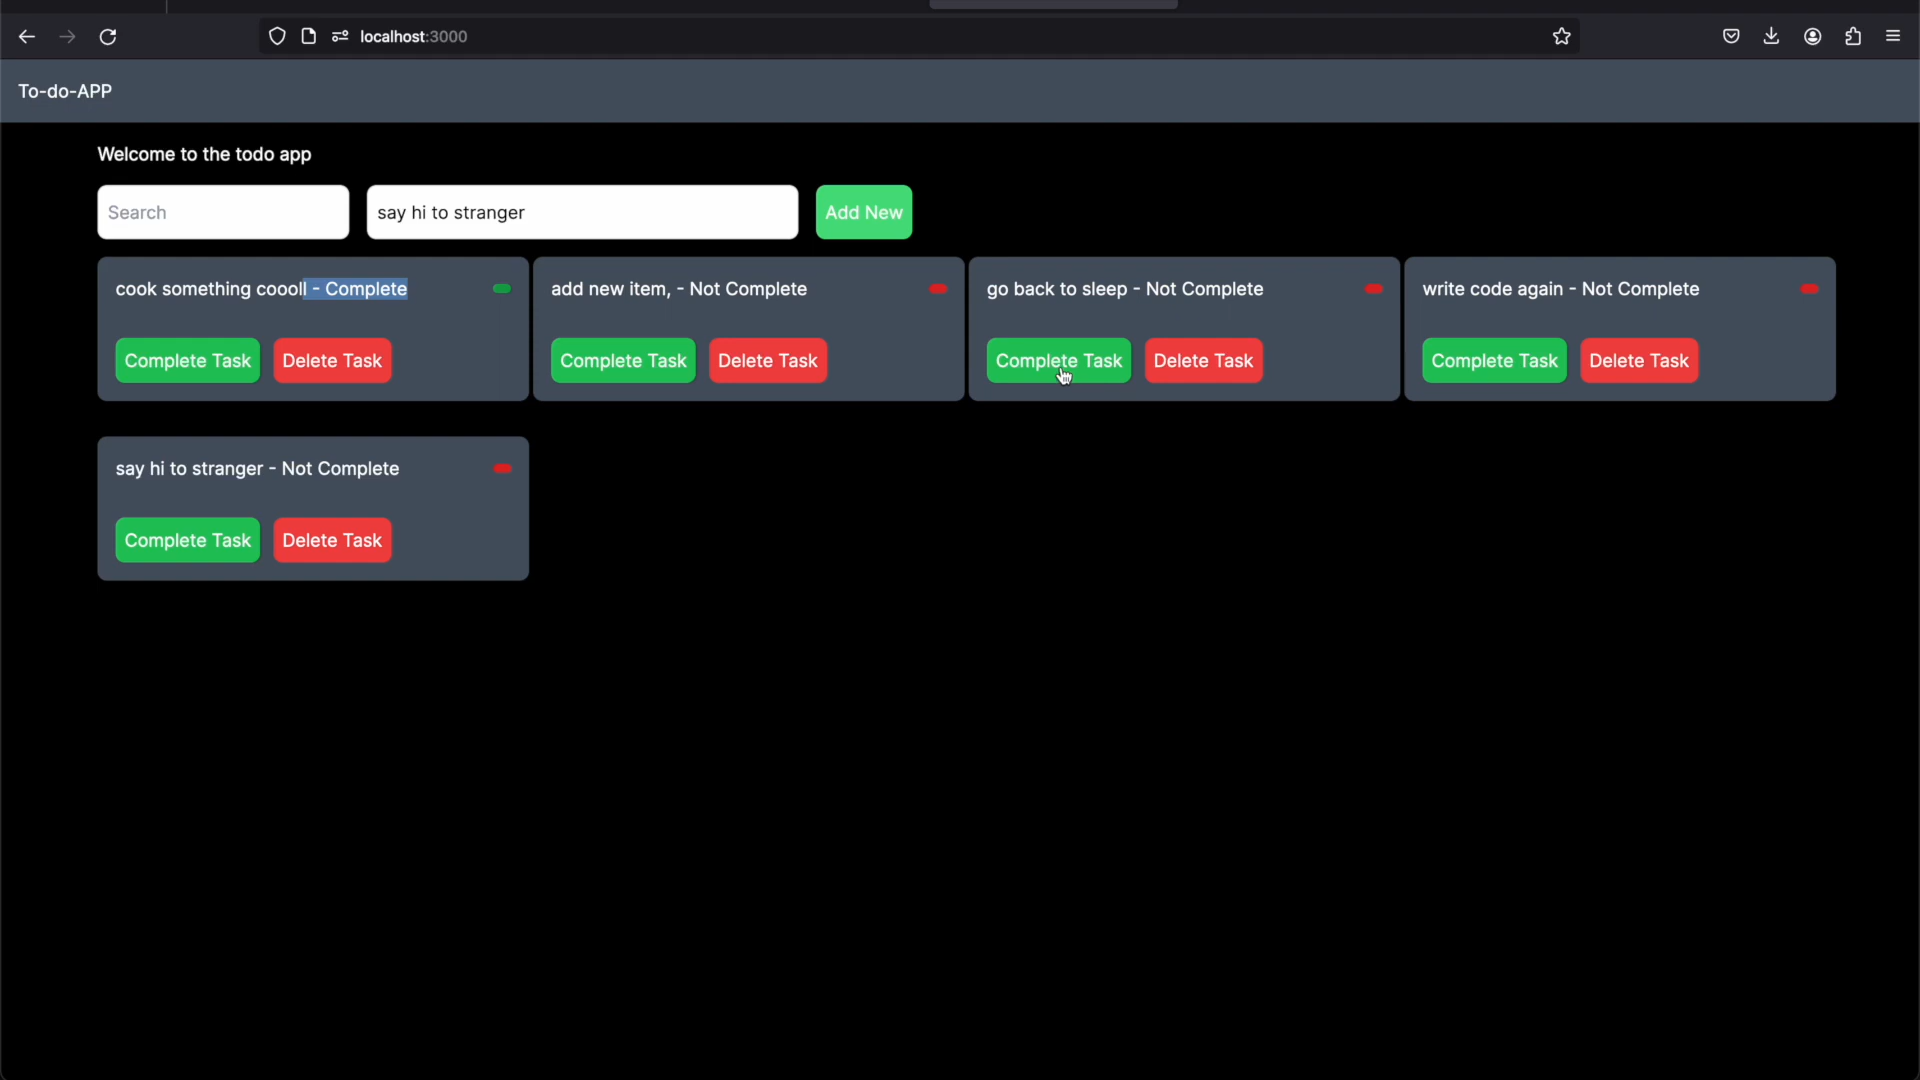 localhost:3000
To-do-APP
Welcome to the todo app
Search
say hi to stranger
Add New
cook something coooll - Complete
Complete Task
Delete Task
add new item, - Not Complete
Complete Task
Delete Task
go back to sleep - Not Complete
Complete Task
Delete Task
write code again - Not Complete
Complete Task
Delete Task
say hi to stranger - Not Complete
Complete Task
Delete Task